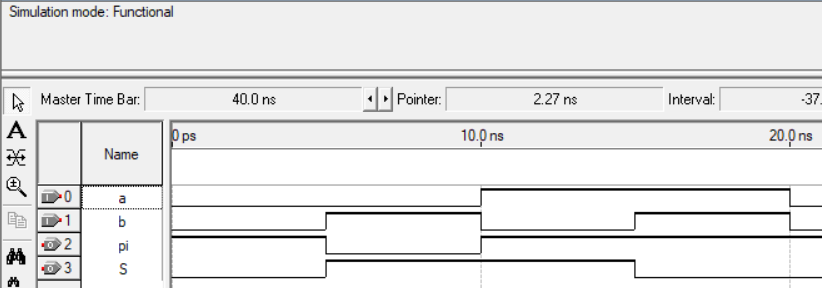 Simulation mode: Functional
Master Time Bar: 40.0 ns Pointer: 2.27 ns Interval: -37.
A
Name 0 ps 10.0 ns 20.0 ns
0 a
1 b
2 pi
3 S